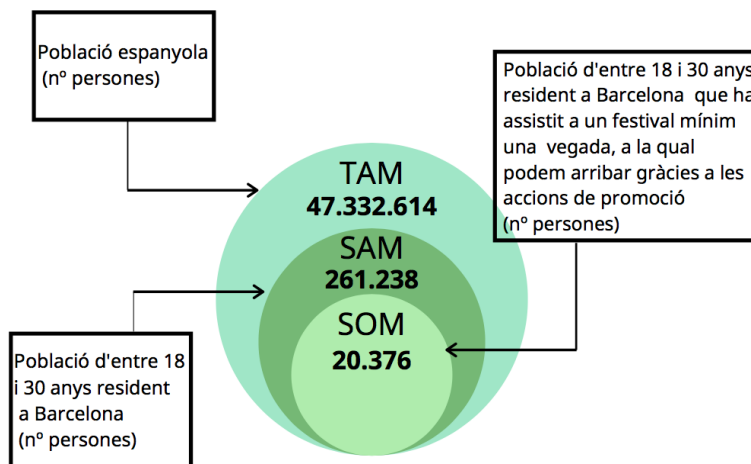 Població espanyola
(nº persones)
Població d'entre 18 i 30 anys
resident a Barcelona que ha
assistit a un festival mínim
una vegada, a la qual
podem arribar gràcies a les
accions de promoció
(nº persones)
TAM
47.332.614
SAM
261.238
SOM
20.376
Població d'entre 18
i 30 anys resident
a Barcelona
(nº persones)